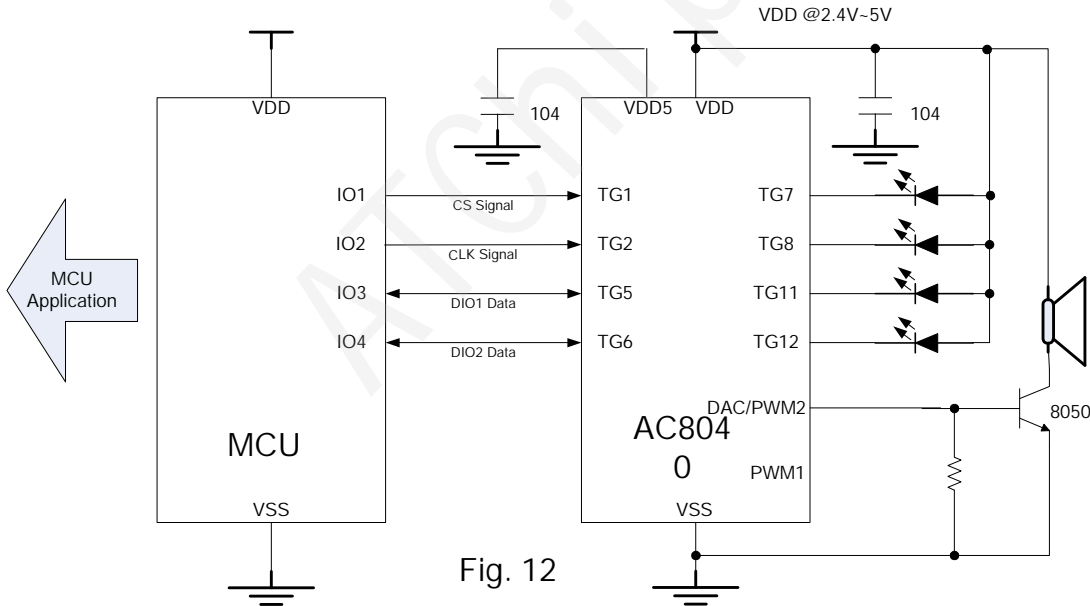 VDD @2.4V~5V
VDD
104
VDD5
VDD
104
IO1
CS Signal
TG1
TG7
IO2
CLK Signal
TG2
TG8
MCU
Application
IO3
DIO1 Data
TG5
TG11
IO4
DIO2 Data
TG6
TG12
DAC/PWM2
8050
MCU
AC804
0
PWM1
VSS
VSS
Fig. 12
ATchip